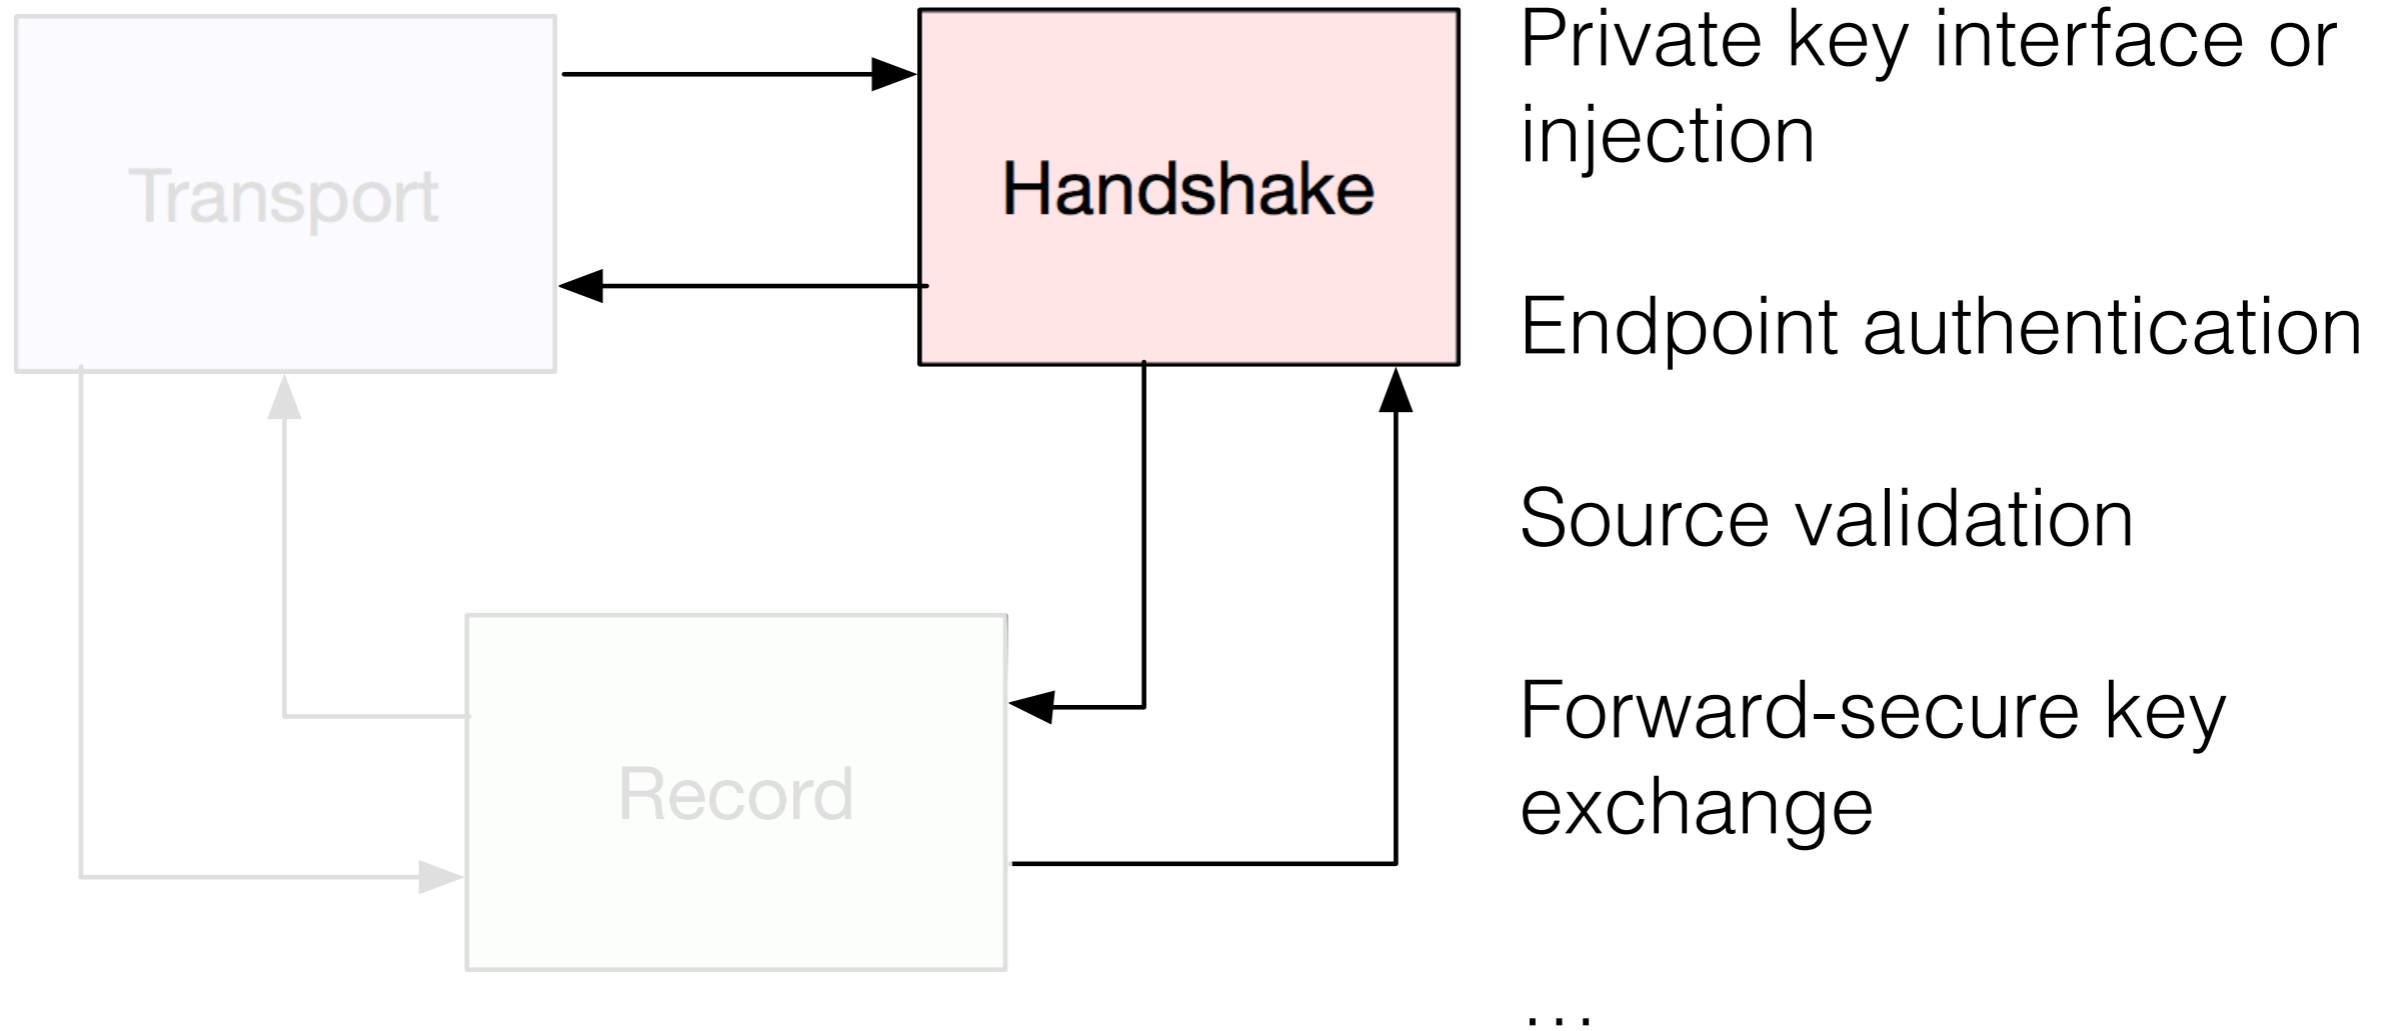 Transport
Handshake
Record
Private key interface or
injection
Endpoint authentication
Source validation
Forward-secure key
exchange
…